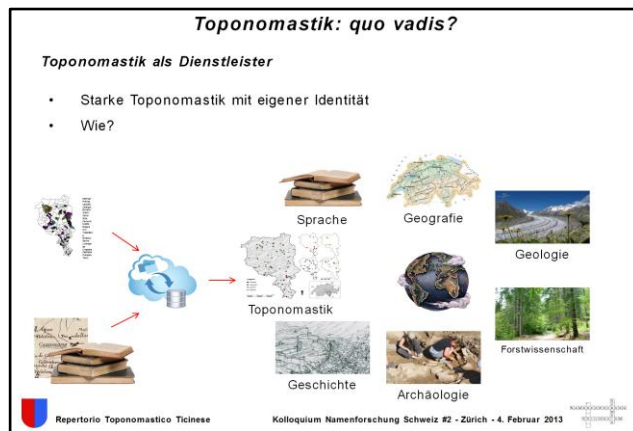 Toponomastik: quo vadis?
Toponomastik als Dienstleister
• Starke Toponomastik mit eigener Identität
• Wie?
Sprache
Geografie
Geologie
Toponomastik
Forstwissenschaft
Geschichte
Archäologie
Repertorio Toponomastico Ticinese
Kolloquium Namenforschung Schweiz #2 - Zürich - 4. Februar 2013